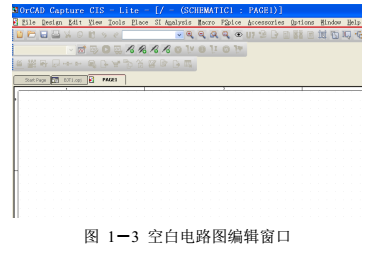 OrCAD Capture CIS - Lite - [/ - (SCHEMATIC1 : PAGE1)]
File Design Edit View Tools Place SI Analysis Macro PSpice Accessories Options Window Help
Start Page PAGE1
图 1－3 空白电路图编辑窗口